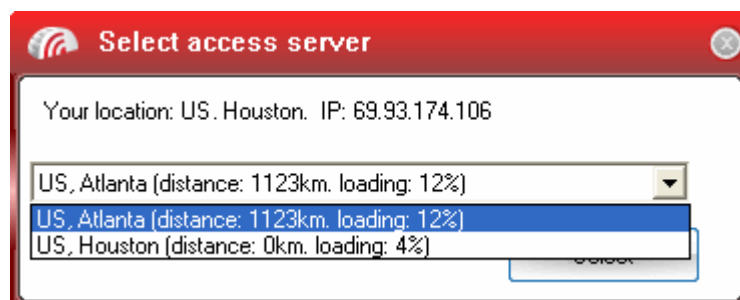 Select access server
Your location: US. Houston.  IP: 69.93.174.106
US, Atlanta (distance: 1123km. loading: 12%)
US, Atlanta (distance: 1123km. loading: 12%)
US, Houston (distance: 0km. loading: 4%)